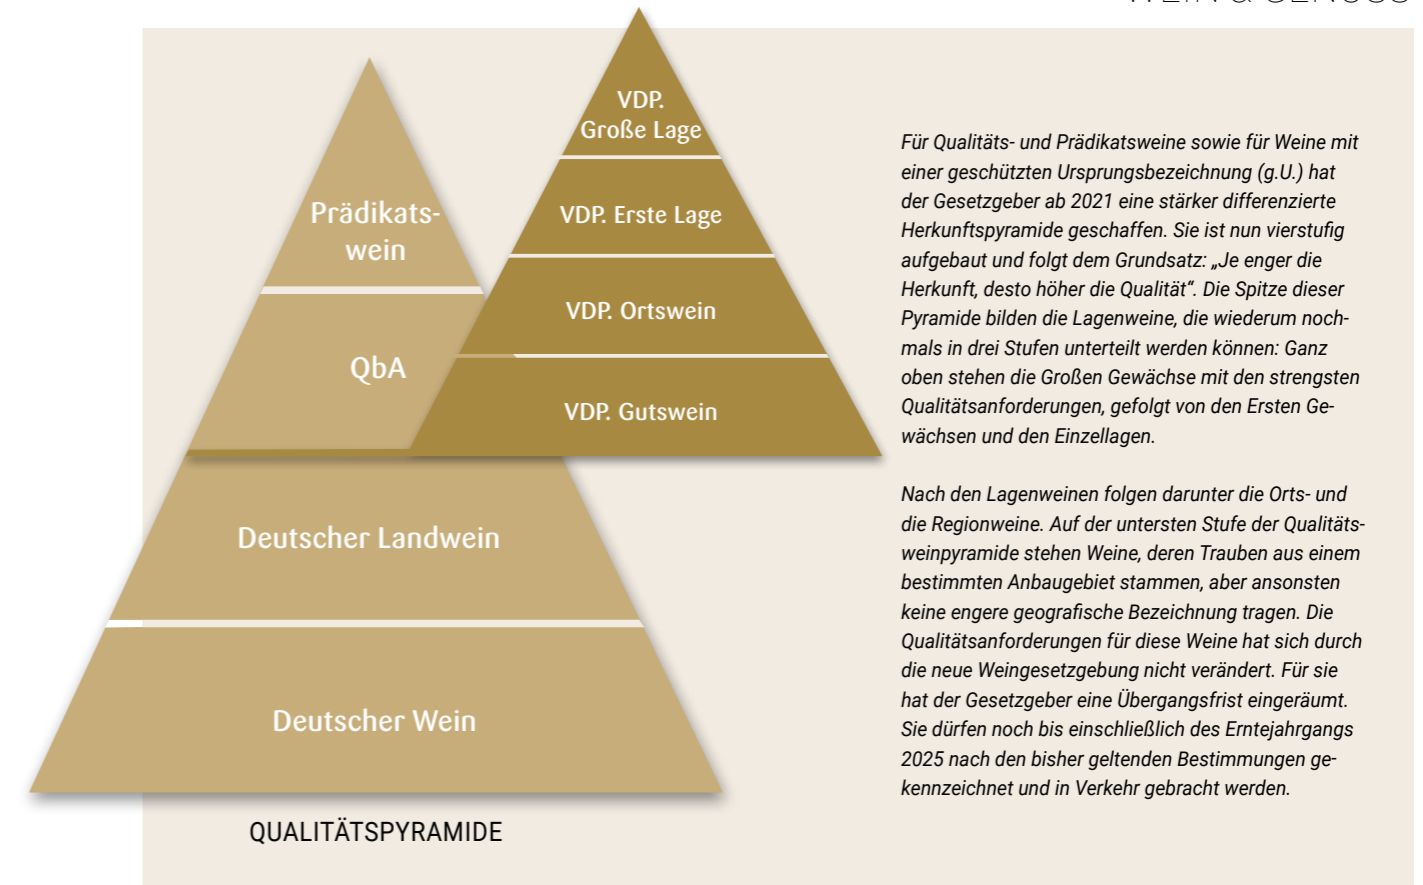 WEIN & GENUSS
VDP.
Große Lage
VDP. Erste Lage
VDP. Ortswein
VDP. Gutswein
Prädikats-
wein
QbA
Deutscher Landwein
Deutscher Wein
QUALITÄTSPYRAMIDE
Für Qualitäts- und Prädikatsweine sowie für Weine mit
einer geschützten Ursprungsbezeichnung (g.U.) hat
der Gesetzgeber ab 2021 eine stärker differenzierte
Herkunftspyramide geschaffen. Sie ist nun vierstufig
aufgebaut und folgt dem Grundsatz: „Je enger die
Herkunft, desto höher die Qualität“. Die Spitze dieser
Pyramide bilden die Lagenweine, die wiederum noch-
mals in drei Stufen unterteilt werden können: Ganz
oben stehen die Großen Gewächse mit den strengsten
Qualitätsanforderungen, gefolgt von den Ersten Ge-
wächsen und den Einzellagen.
Nach den Lagenweinen folgen darunter die Orts- und
die Regionweine. Auf der untersten Stufe der Qualitäts-
weinpyramide stehen Weine, deren Trauben aus einem
bestimmten Anbaugebiet stammen, aber ansonsten
keine engere geografische Bezeichnung tragen. Die
Qualitätsanforderungen für diese Weine hat sich durch
die neue Weingesetzgebung nicht verändert. Für sie
hat der Gesetzgeber eine Übergangsfrist eingeräumt.
Sie dürfen noch bis einschließlich des Erntejahrgangs
2025 nach den bisher geltenden Bestimmungen ge-
kennzeichnet und in Verkehr gebracht werden.